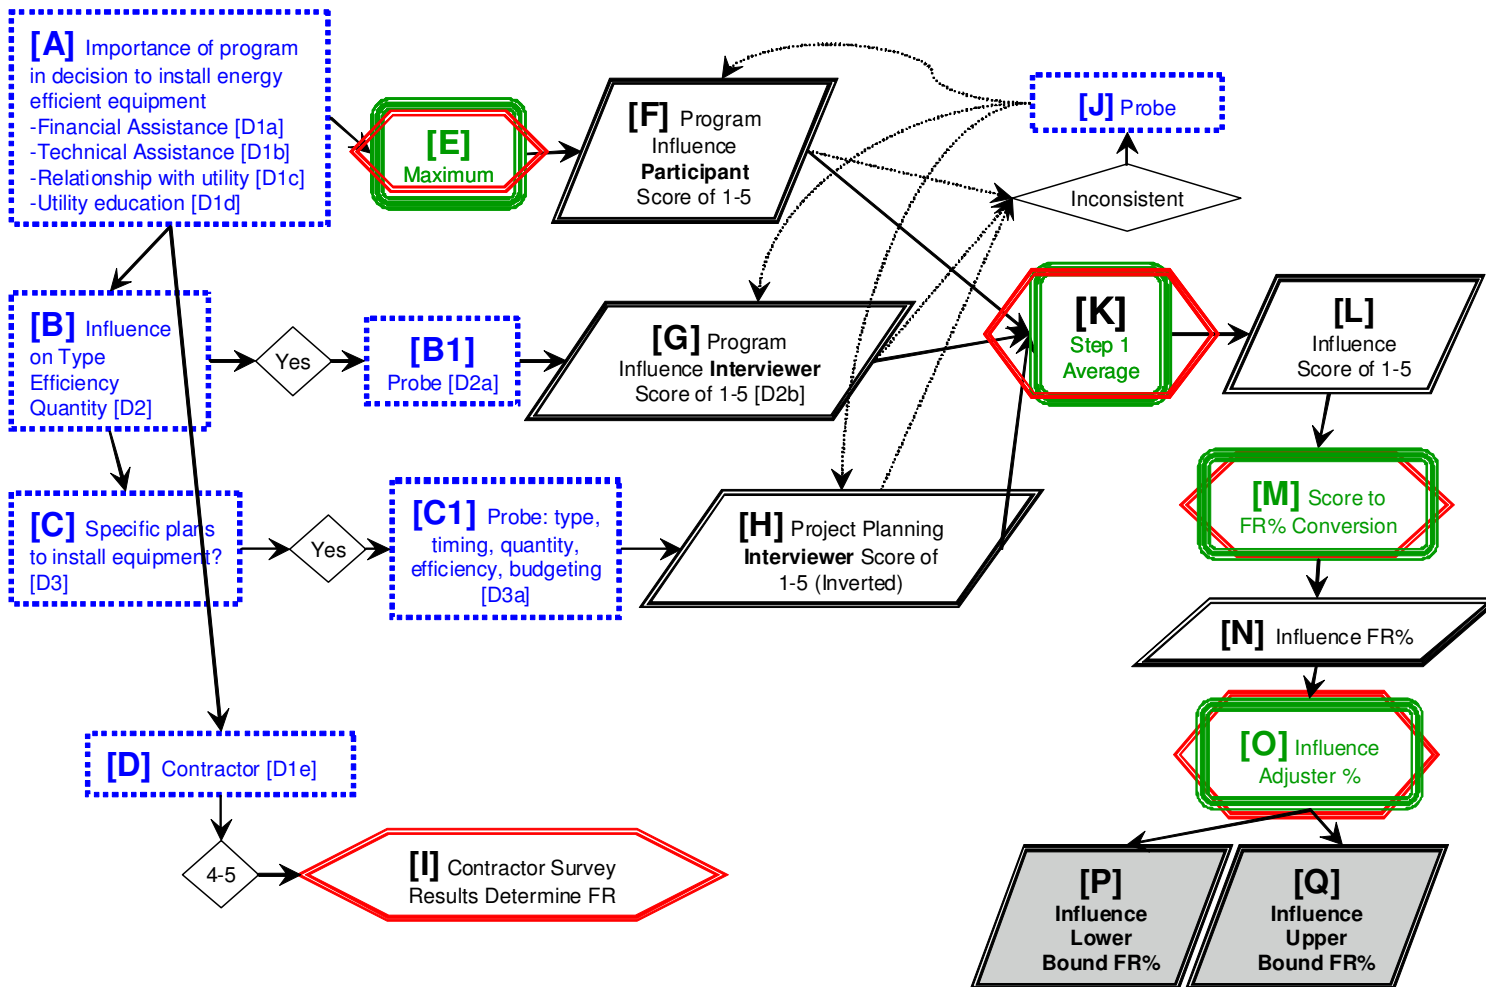 [A] Importance of program
in decision to install energy
efficient equipment
-Financial Assistance [D1a]
-Technical Assistance [D1b]
-Relationship with utility [D1c]
-Utility education [D1d]
[E]
Maximum
[F] Program
Influence
Participant
Score of 1-5
[J] Probe
Inconsistent
[B] Influence
on Type
Efficiency
Quantity [D2]
Yes
[B1]
Probe [D2a]
[G] Program
Influence Interviewer
Score of 1-5 [D2b]
[K]
Step 1
Average
[L]
Influence
Score of 1-5
[C] Specific plans
to install equipment?
[D3]
Yes
[C1] Probe: type,
timing, quantity,
efficiency, budgeting
[D3a]
[H] Project Planning
Interviewer Score of
1-5 (Inverted)
[M] Score to
FR% Conversion
[N] Influence FR%
[O] Influence
Adjuster %
[D] Contractor [D1e]
4-5
[I] Contractor Survey
Results Determine FR
[P]
Influence
Lower
Bound FR%
[Q]
Influence
Upper
Bound FR%